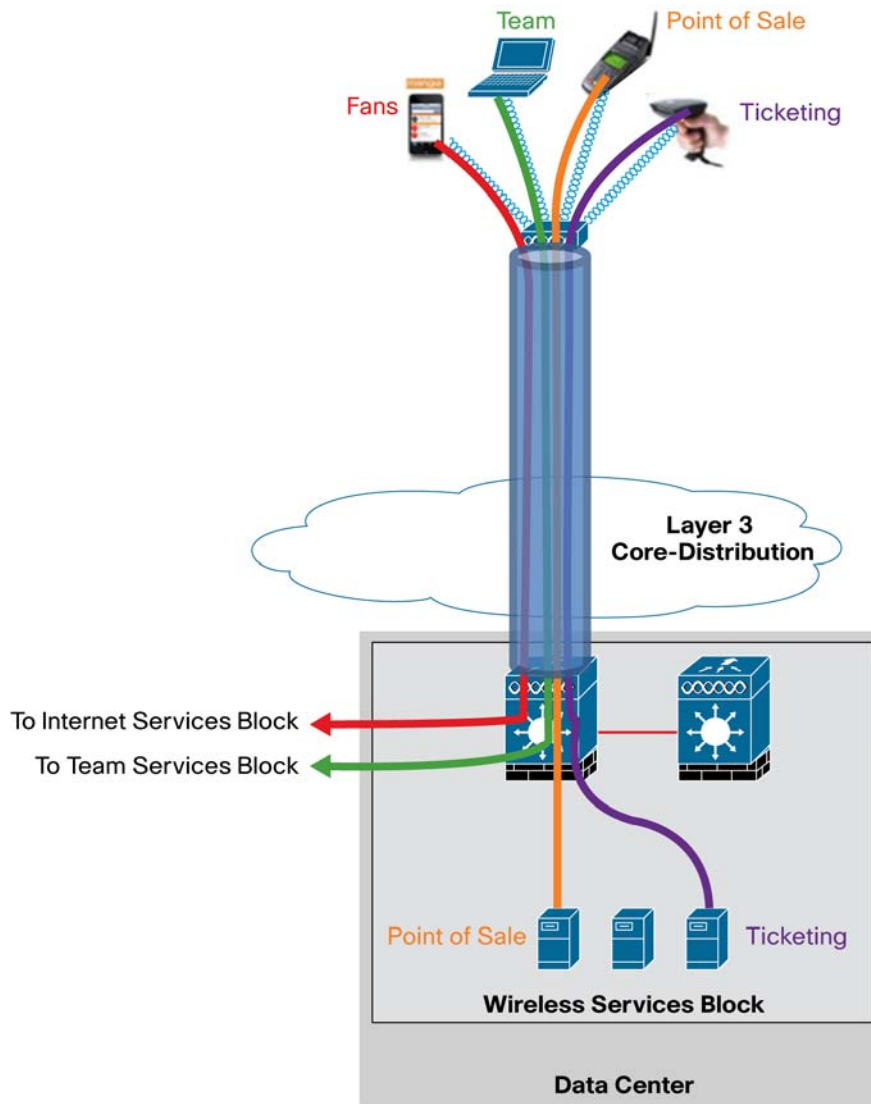 Team
Point of Sale
Fans
Ticketing
Layer 3
Core-Distribution
To Internet Services Block
To Team Services Block
Point of Sale
Ticketing
Wireless Services Block
Data Center